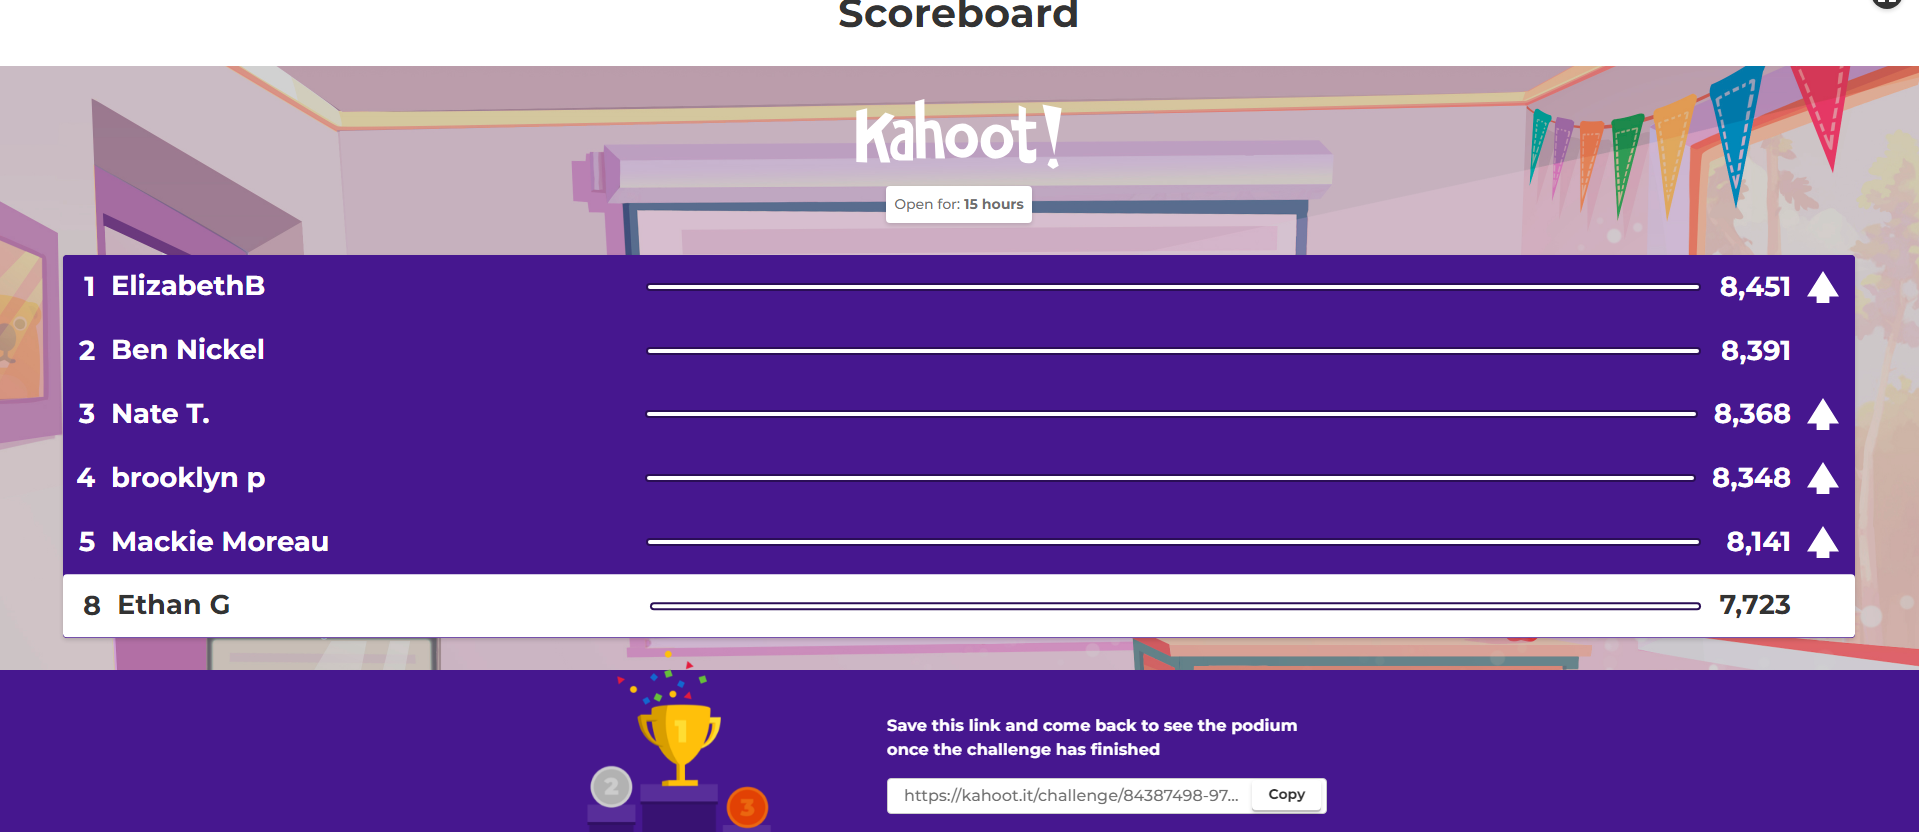 Scoreboard
Kahoot!
Open for: 15 hours
1 ElizabethB 8,451
2 Ben Nickel 8,391
3 Nate T. 8,368
4 brooklyn p 8,348
5 Mackie Moreau 8,141
8 Ethan G 7,723
1
2
3
Save this link and come back to see the podium
once the challenge has finished
https://kahoot.it/challenge/84387498-97... Copy